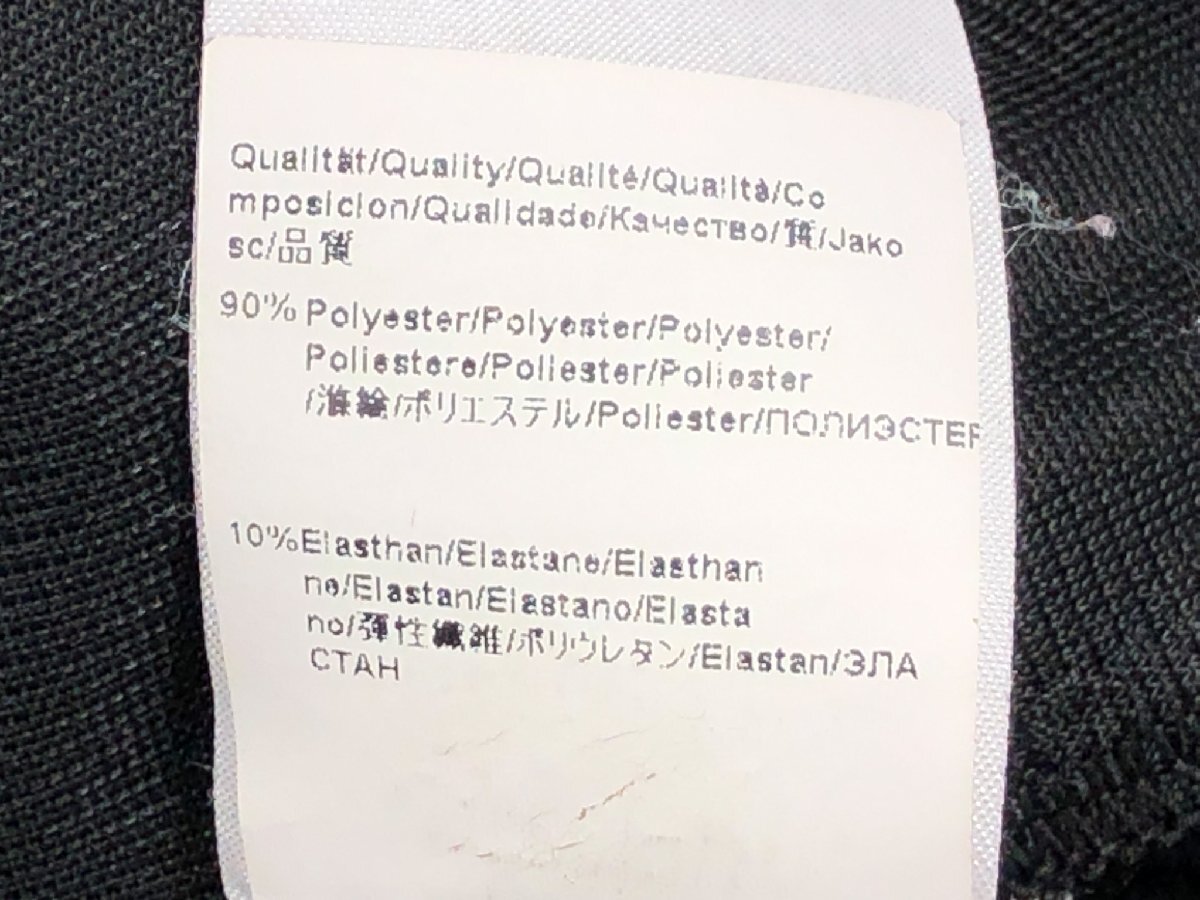 Qualität/Quality/Qualité/Qualità/Co
mposicion/Qualidade/Качество/質/Jako
sc/品質
90% Polyester/Polyester/Polyester/
Poliestere/Poliester/Poliester
/滌綸/ポリエステル/Poliester/ПОЛИЭСТЕР
10%Elasthan/Elastane/Elasthan
ne/Elastan/Elastano/Elasta
no/彈性纖維/ポリウレタン/Elastan/ЭЛА
СТАН